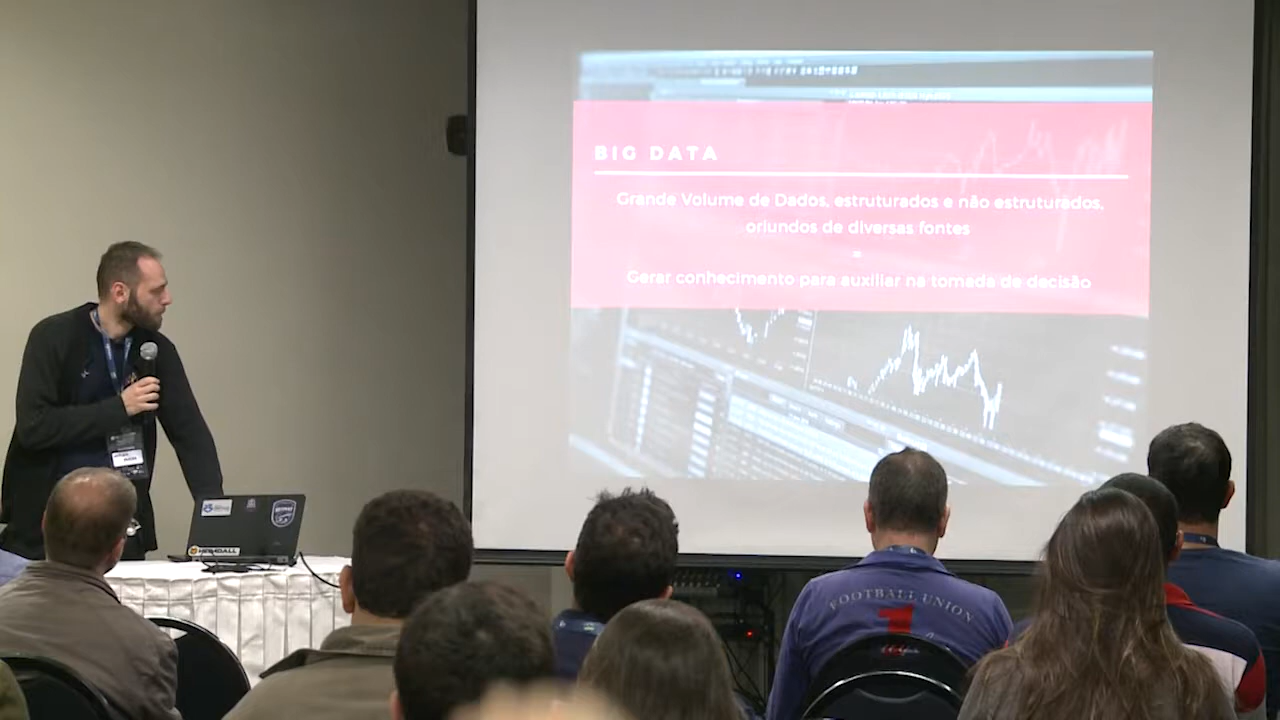 BIG DATA
Grande Volume de Dados, estruturados e não estruturados,
oriundos de diversas fontes
=
Gerar conhecimento para auxiliar na tomada de decisão
FOOTBALL UNION
1